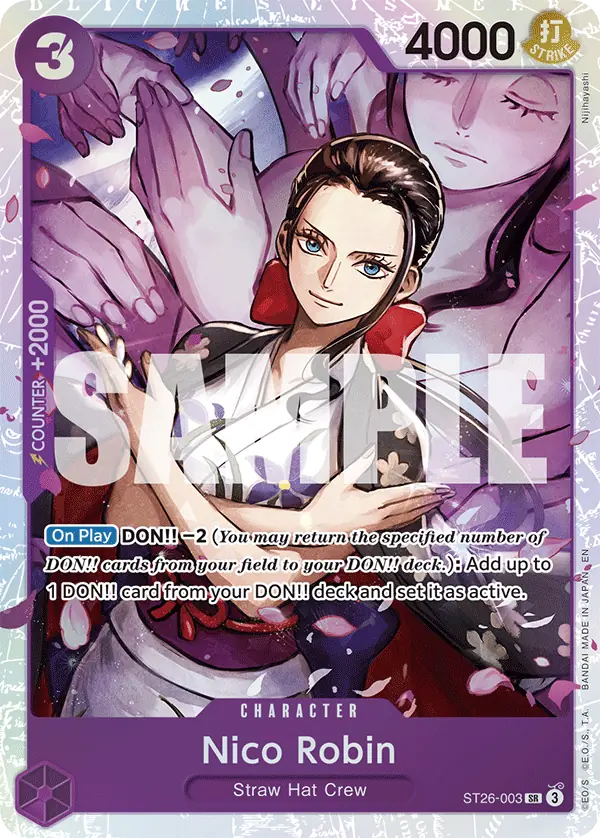 3
4000
打
STRIKE
Nijihayashi
COUNTER +2000
SAMPLE
On Play DON!! −2 (You may return the specified number of
DON!! cards from your field to your DON!! deck.): Add up to
1 DON!! card from your DON!! deck and set it as active.
CHARACTER
Nico Robin
Straw Hat Crew
ST26-003 SR 3
©E.O./S., T.A. BANDAI MADE IN JAPAN EN
©EO/S